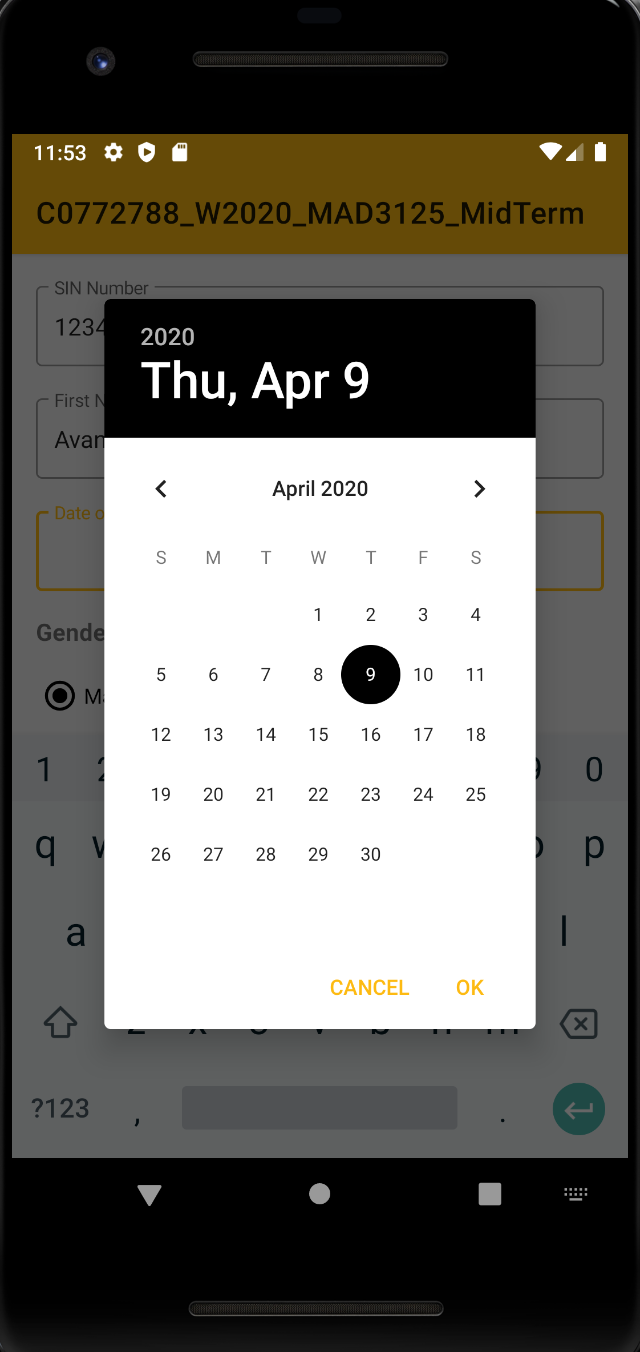 11:53
C0772788_W2020_MAD3125_MidTerm
SIN Number
1234
2020
Thu, Apr 9
First N
Avan
April 2020
Date o
S M T W T F S
1 2 3 4
5 6 7 8 9 10 11
12 13 14 15 16 17 18
19 20 21 22 23 24 25
26 27 28 29 30
Gende
Ma
1 2 9 0
q w o p
a l
CANCEL OK
z x c v b n m
?123 , .